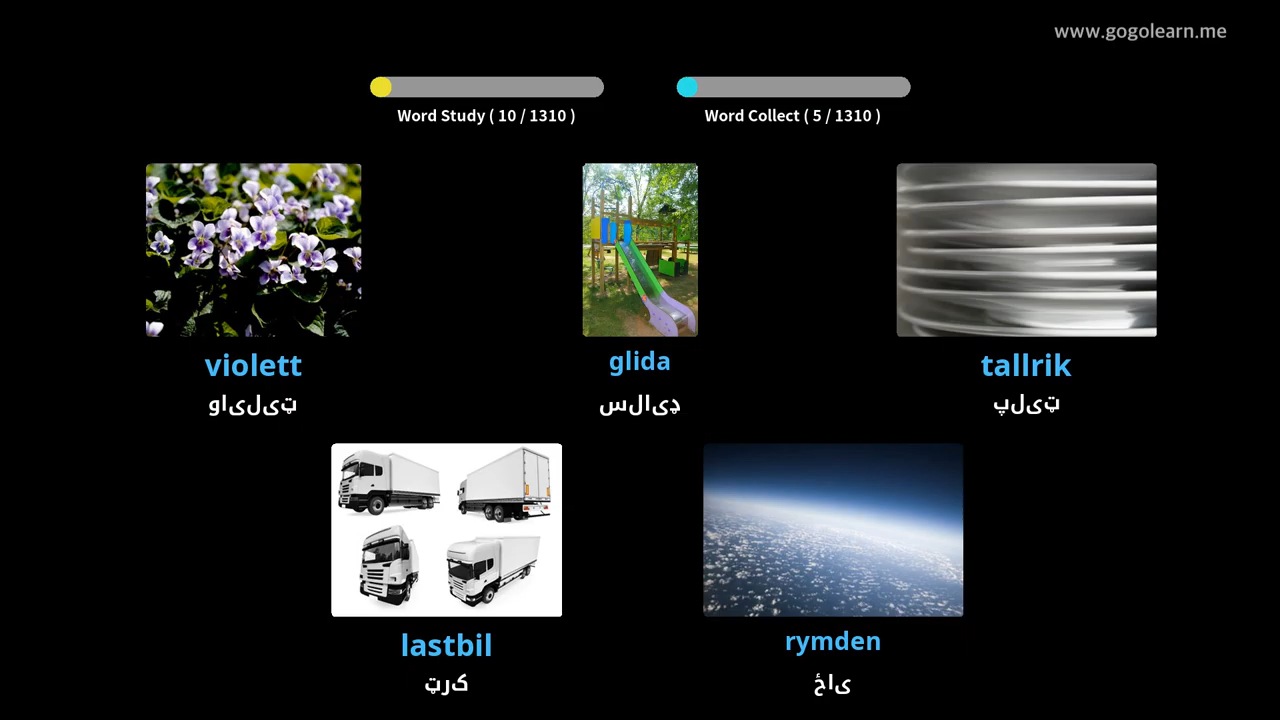 www.gogolearn.me
Word Study ( 10 / 1310 )
Word Collect ( 5 / 1310 )
violett
glida
tallrik
وایلیټ
سلایډ
پلیټ
lastbil
rymden
ټرک
ځای